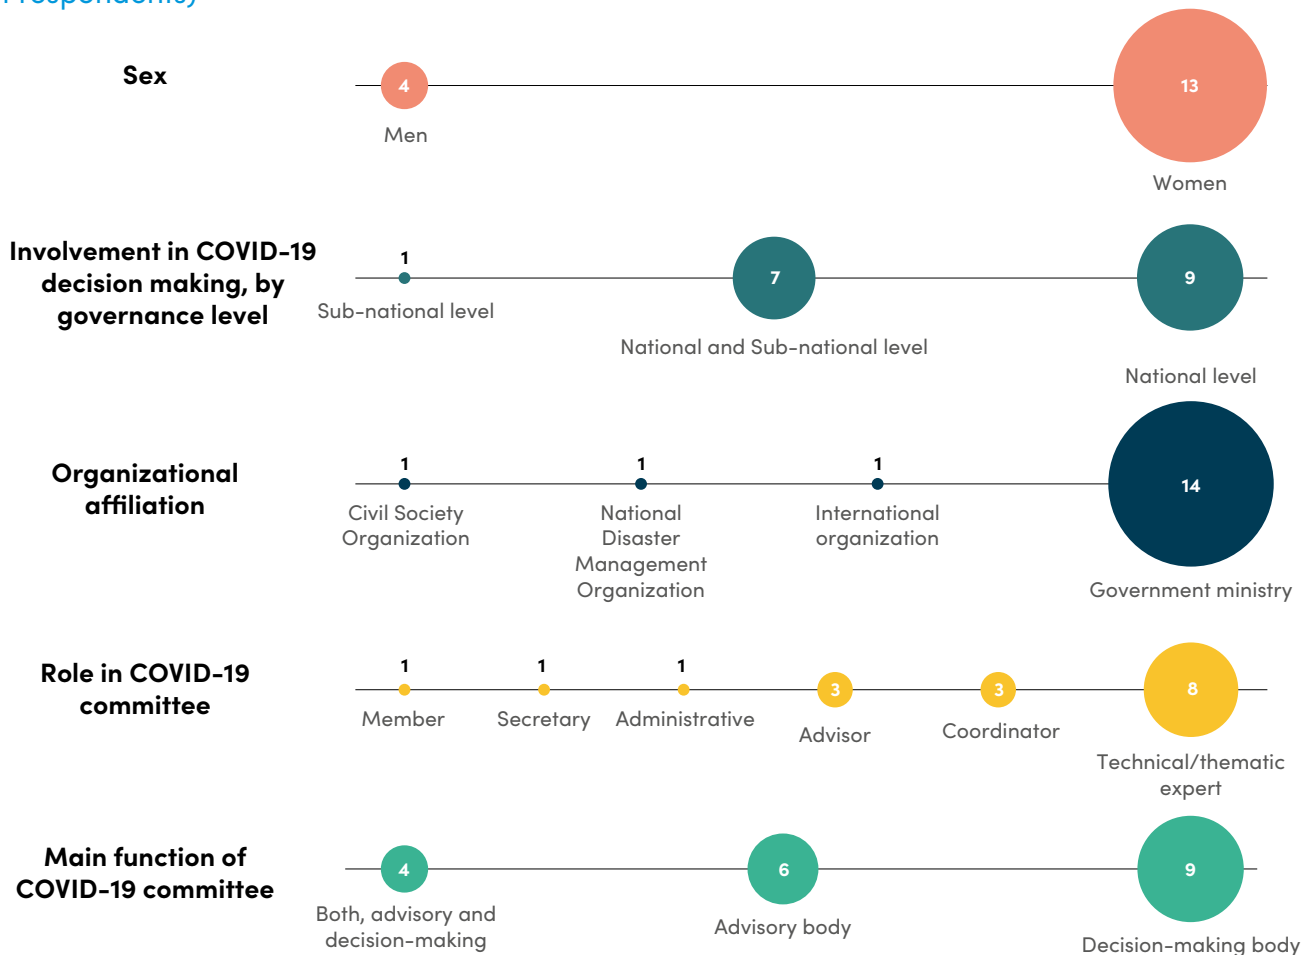 respondents)
Sex
4
13
Men
Women
Involvement in COVID-19
decision making, by
governance level
1
7
9
Sub-national level
National and Sub-national level
National level
Organizational
affiliation
1
1
1
14
Civil Society
Organization
National
Disaster
Management
Organization
International
organization
Government ministry
Role in COVID-19
committee
1
1
1
3
3
8
Member
Secretary
Administrative
Advisor
Coordinator
Technical/thematic
expert
Main function of
COVID-19 committee
4
6
9
Both, advisory and
decision-making
Advisory body
Decision-making body